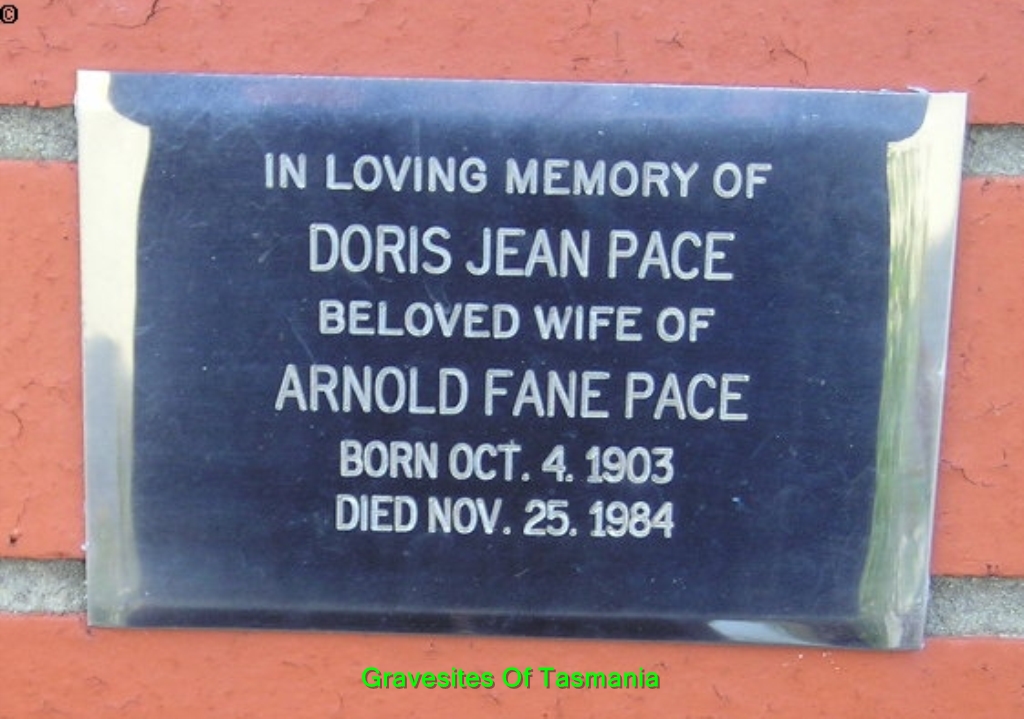 ©
IN LOVING MEMORY OF
DORIS JEAN PACE
BELOVED WIFE OF
ARNOLD FANE PACE
BORN OCT. 4. 1903
DIED NOV. 25. 1984
Gravesites Of Tasmania